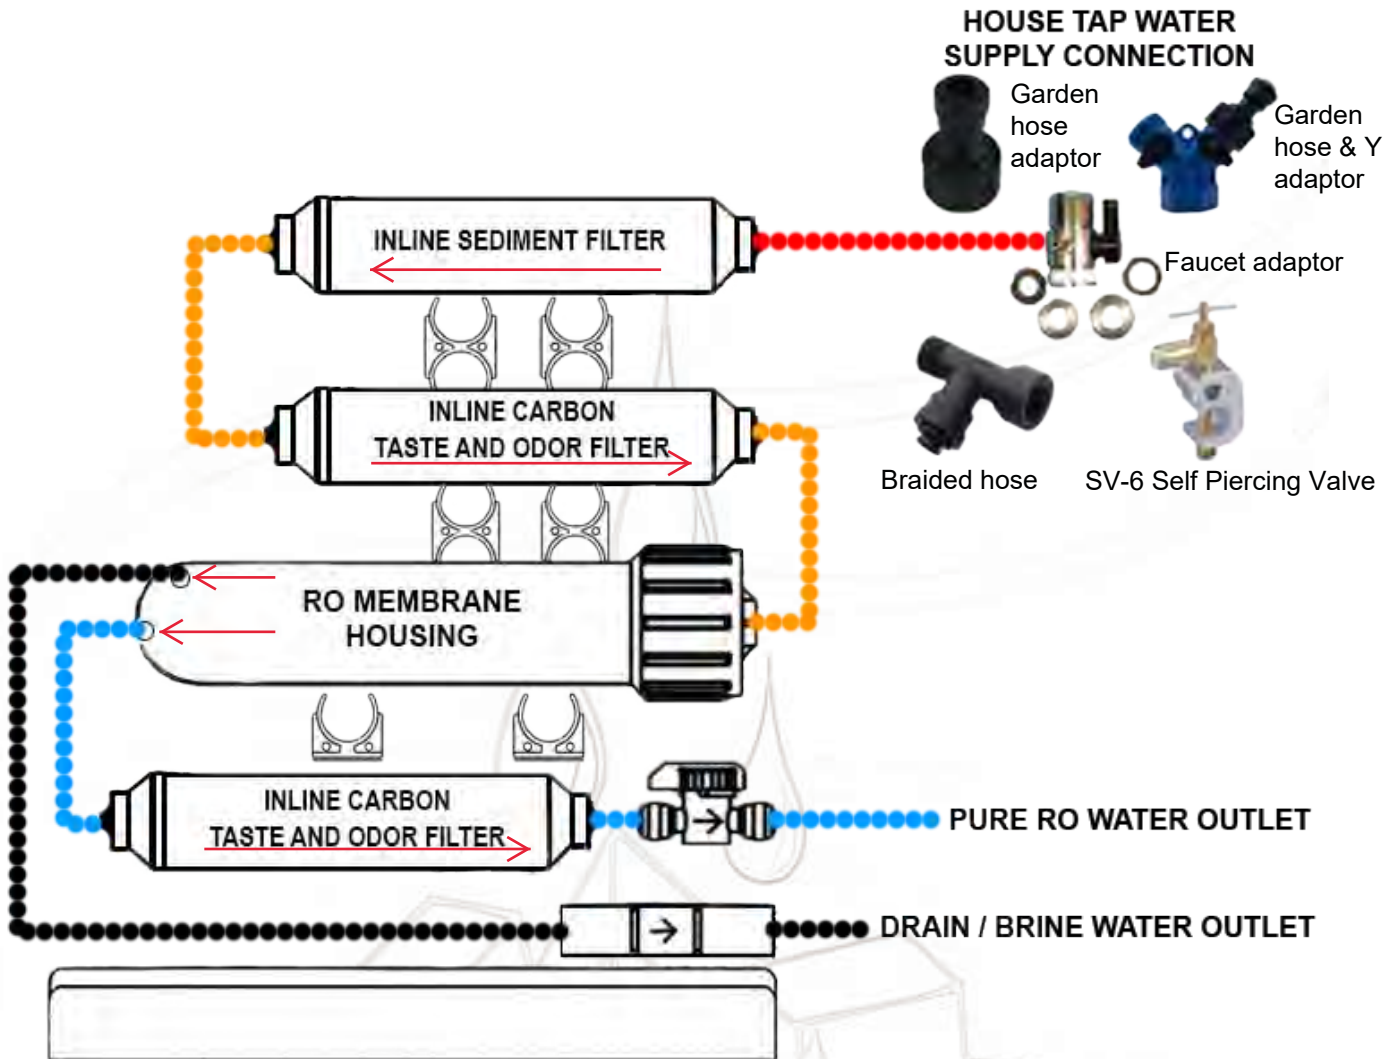 HOUSE TAP WATER
SUPPLY CONNECTION
Garden
hose
adaptor
Garden
hose & Y
adaptor
INLINE SEDIMENT FILTER
Faucet adaptor
INLINE CARBON
TASTE AND ODOR FILTER
Braided hose
SV-6 Self Piercing Valve
RO MEMBRANE
HOUSING
INLINE CARBON
TASTE AND ODOR FILTER
PURE RO WATER OUTLET
DRAIN / BRINE WATER OUTLET